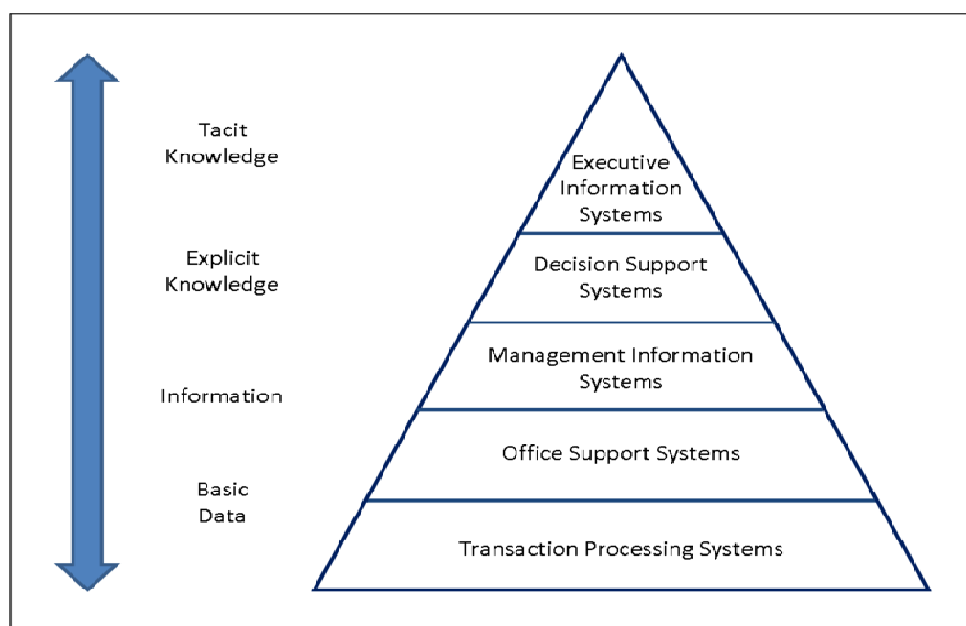 Tacit
Knowledge
Explicit
Knowledge
Information
Basic
Data
Executive
Information
Systems
Decision Support
Systems
Management Information
Systems
Office Support Systems
Transaction Processing Systems